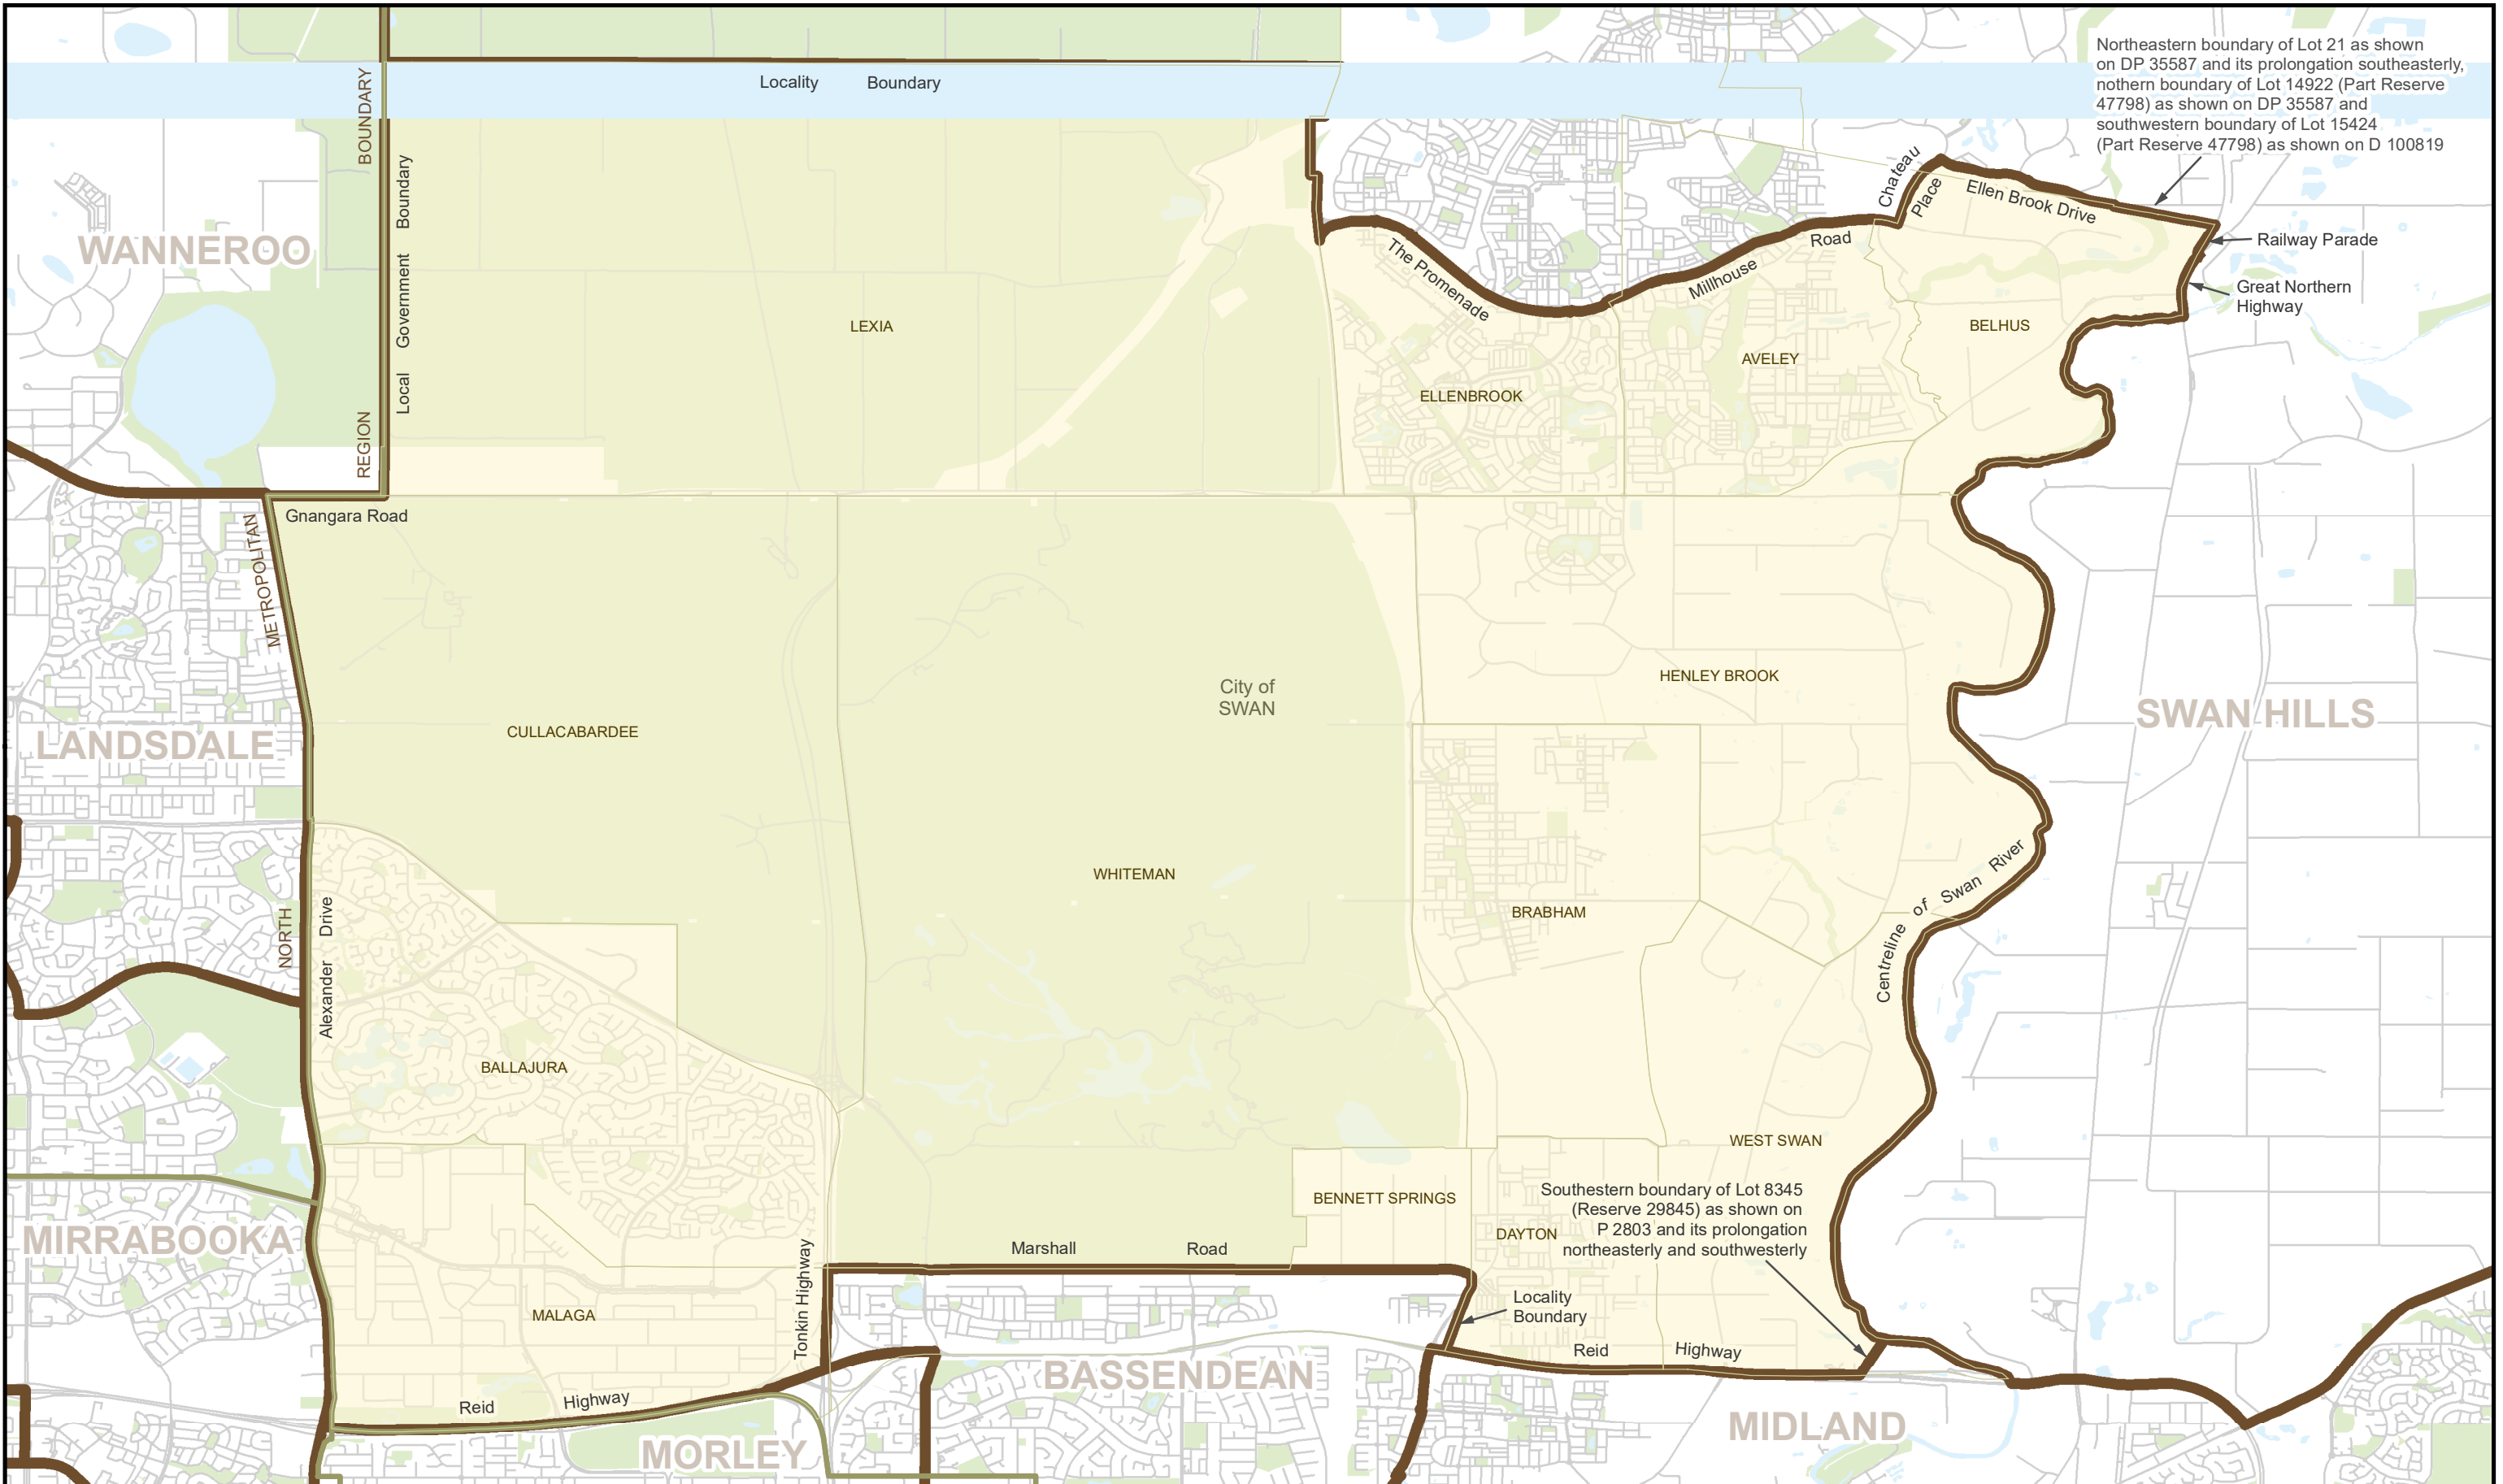 Northeastern boundary of Lot 21 as shown
on DP 35587 and its prolongation southeasterly,
nothern boundary of Lot 14922 (Part Reserve
47798) as shown on DP 35587 and
southwestern boundary of Lot 15424
(Part Reserve 47798) as shown on D 100819
Locality Boundary
BOUNDARY
Local Government Boundary
REGION
WANNEROO
Chateau
Place
Ellen Brook Drive
Railway Parade
Great Northern
Highway
The Promenade
Millhouse Road
LEXIA
BELHUS
AVELEY
ELLENBROOK
Gnangara Road
METROPOLITAN
HENLEY BROOK
City of
SWAN
SWAN HILLS
CULLACABARDEE
LANDSDALE
WHITEMAN
BRABHAM
Centreline of Swan River
NORTH
Alexander Drive
BALLAJURA
WEST SWAN
BENNETT SPRINGS
Southestern boundary of Lot 8345
(Reserve 29845) as shown on
P 2803 and its prolongation
northeasterly and southwesterly
DAYTON
MIRRABOOKA
Marshall Road
Tonkin Highway
MALAGA
Locality
Boundary
Reid Highway
BASSENDEAN
Reid Highway
MORLEY
MIDLAND